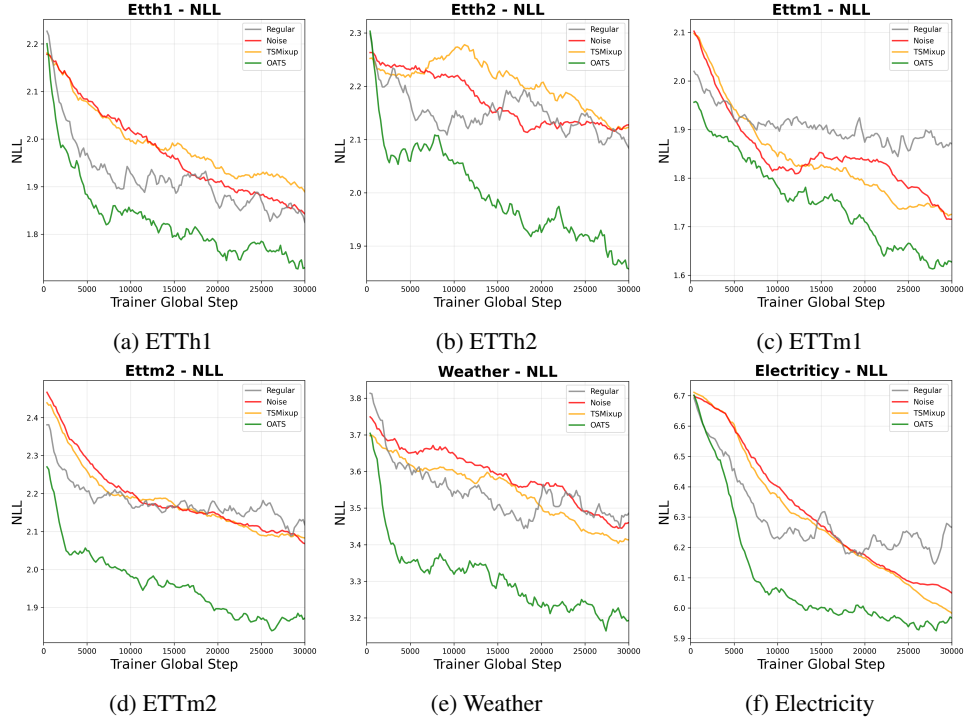 Etth1 - NLL
Regular
Noise
TSMixup
OATS
2.2
2.1
2.0
1.9
1.8
NLL
0 5000 10000 15000 20000 25000 30000
Trainer Global Step
(a) ETTh1
Etth2 - NLL
Regular
Noise
TSMixup
OATS
2.3
2.2
2.1
2.0
1.9
NLL
0 5000 10000 15000 20000 25000 30000
Trainer Global Step
(b) ETTh2
Ettm1 - NLL
Regular
Noise
TSMixup
OATS
2.1
2.0
1.9
1.8
1.7
1.6
NLL
0 5000 10000 15000 20000 25000 30000
Trainer Global Step
(c) ETTm1
Ettm2 - NLL
Regular
Noise
TSMixup
OATS
2.4
2.3
2.2
2.1
2.0
1.9
NLL
0 5000 10000 15000 20000 25000 30000
Trainer Global Step
(d) ETTm2
Weather - NLL
Regular
Noise
TSMixup
OATS
3.8
3.7
3.6
3.5
3.4
3.3
3.2
NLL
0 5000 10000 15000 20000 25000 30000
Trainer Global Step
(e) Weather
Electriticy - NLL
Regular
Noise
TSMixup
OATS
6.7
6.6
6.5
6.4
6.3
6.2
6.1
6.0
5.9
NLL
0 5000 10000 15000 20000 25000 30000
Trainer Global Step
(f) Electricity